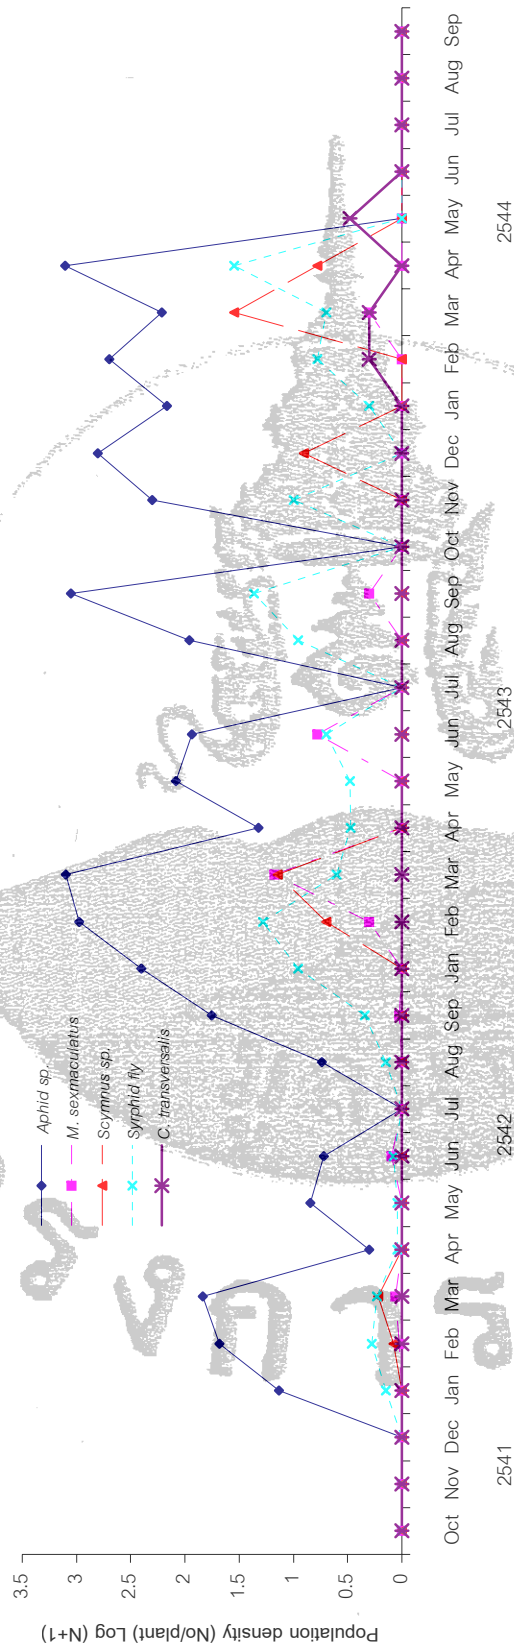 Population density (No/plant) Log (N+1)
3.5
3
2.5
2
1.5
1
0.5
0
Aphid sp.
M. sexmaculatus
Scymnus sp.
Syrphid fly
C. transversalis
Oct Nov Dec Jan Feb Mar Apr May Jun Jul Aug Sep Jan Feb Mar Apr May Jun Jul Aug Sep Oct Nov Dec Jan Feb Mar Apr May Jun Jul Aug Sep
2541 2542 2543 2544